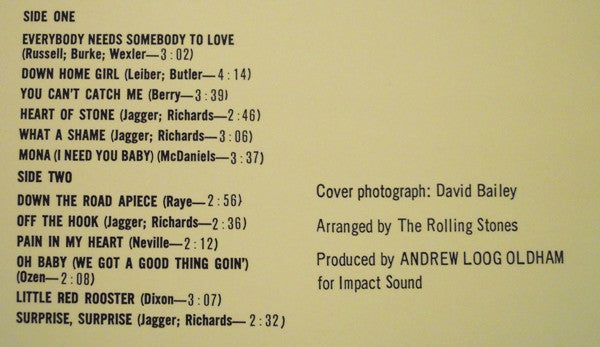 SIDE ONE
EVERYBODY NEEDS SOMEBODY TO LOVE
(Russell; Burke; Wexler—3:02)
DOWN HOME GIRL (Leiber; Butler—4:14)
YOU CAN'T CATCH ME (Berry—3:39)
HEART OF STONE (Jagger; Richards—2:46)
WHAT A SHAME (Jagger; Richards—3:06)
MONA (I NEED YOU BABY) (McDaniels—3:37)
SIDE TWO
DOWN THE ROAD APIECE (Raye—2:56)
OFF THE HOOK (Jagger; Richards—2:36)
PAIN IN MY HEART (Neville—2:12)
OH BABY (WE GOT A GOOD THING GOIN')
(Ozen—2:08)
LITTLE RED ROOSTER (Dixon—3:07)
SURPRISE, SURPRISE (Jagger; Richards—2:32)
Cover photograph: David Bailey
Arranged by The Rolling Stones
Produced by ANDREW LOOG OLDHAM
for Impact Sound